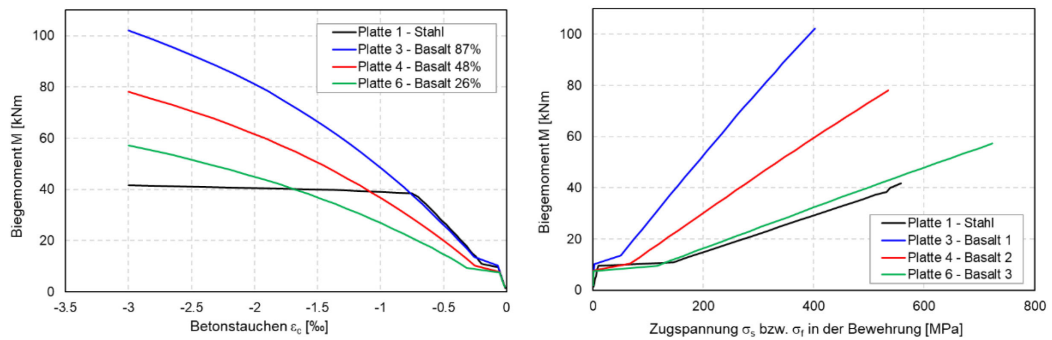 Biegemoment M [kNm
100
80
60
40
20
0
-3.5
-3
-2.5
-2
-1.5
-1
-0.5
0
Betonstauchen εc [‰]
Platte 1 - Stahl
Platte 3 - Basalt 87%
Platte 4 - Basalt 48%
Platte 6 - Basalt 26%
Biegemoment M [kNm
100
80
60
40
20
0
0
200
400
600
800
Zugspannung σs bzw. σf in der Bewehrung [MPa]
Platte 1 - Stahl
Platte 3 - Basalt 1
Platte 4 - Basalt 2
Platte 6 - Basalt 3